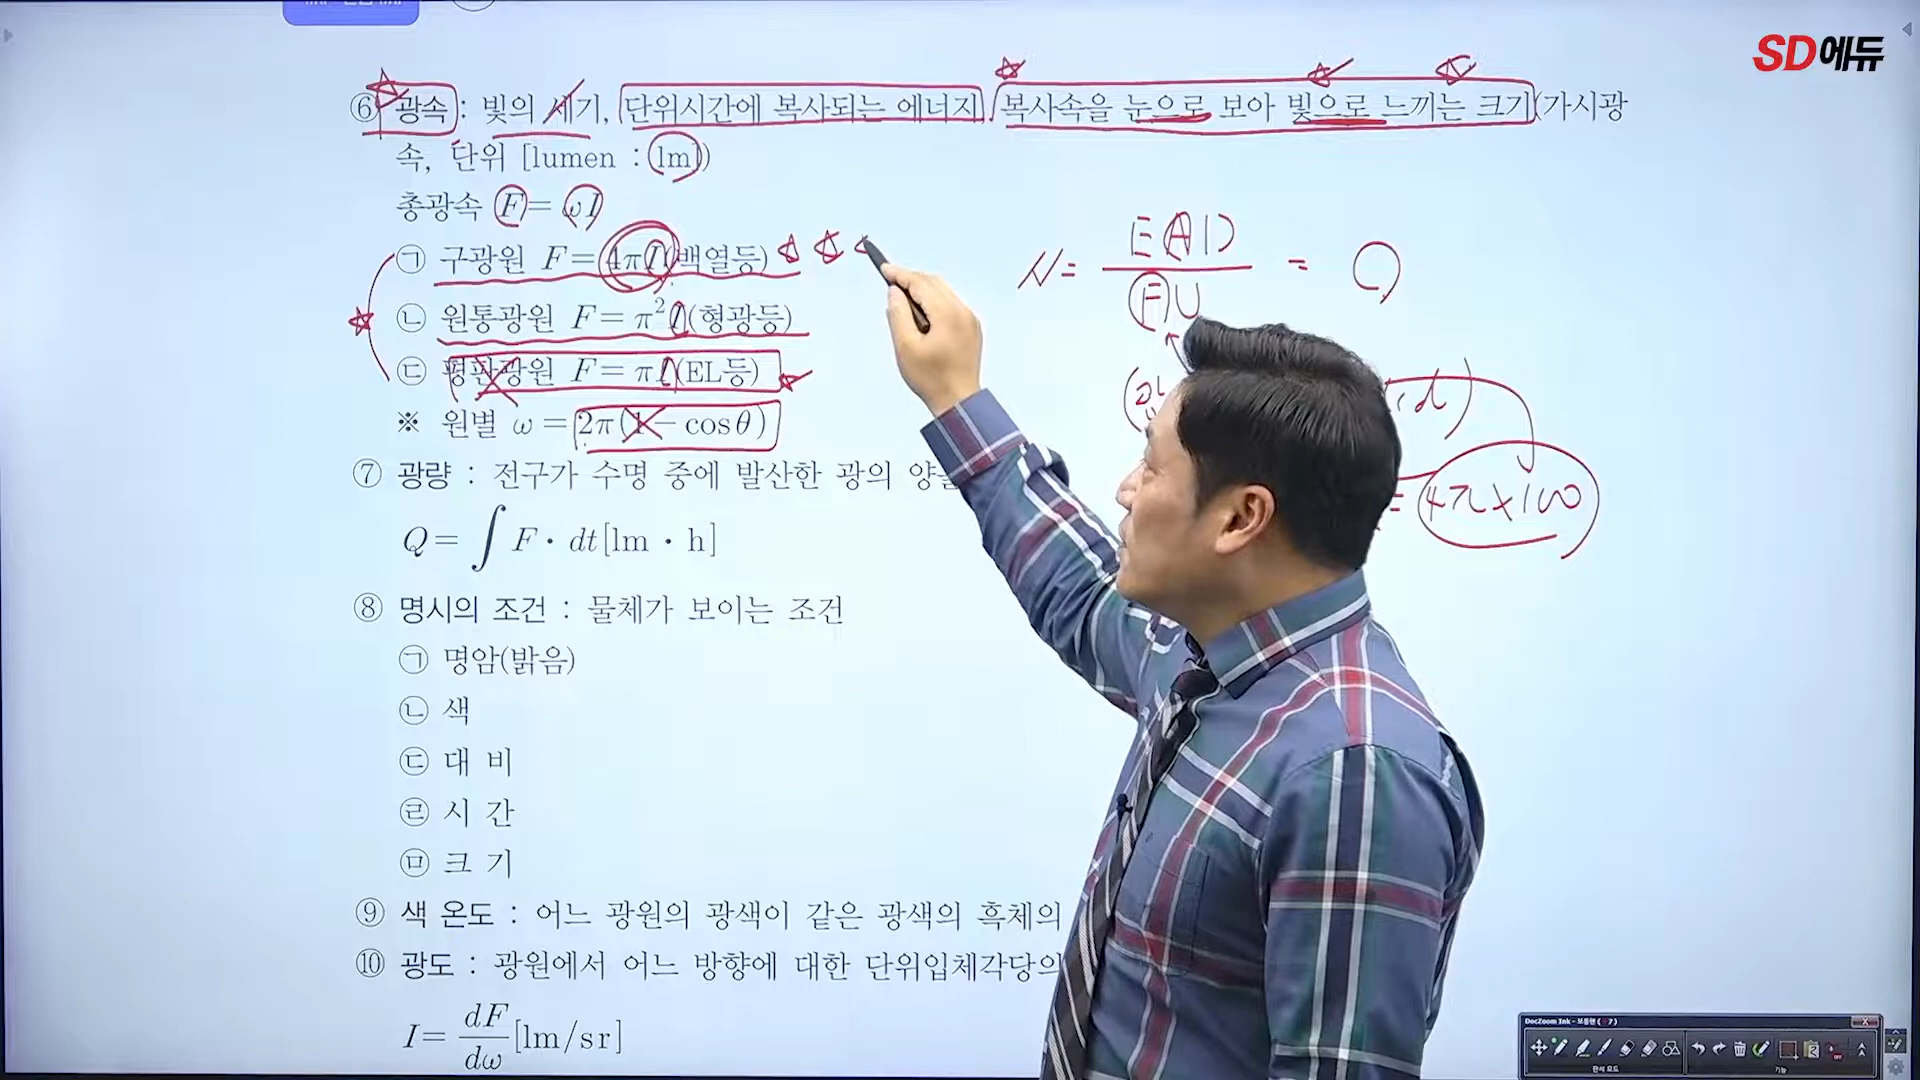 SD에듀
⑥ 광속 : 빛의 세기, 단위시간에 복사되는 에너지, 복사속을 눈으로 보아 빛으로 느끼는 크기(가시광
속, 단위 [lumen : lm])
총광속 F = ωI
㉠ 구광원 F = 4πI(백열등)
㉡ 원통광원 F = π²I(형광등)
㉢ 평판광원 F = πI(EL등)
※ 원별 ω = 2π(1 − cosθ)
N = EAD / FU =
= 4π×100
⑦ 광량 : 전구가 수명 중에 발산한 광의 양을
Q = ∫ F · dt[lm · h]
⑧ 명시의 조건 : 물체가 보이는 조건
㉠ 명암(밝음)
㉡ 색
㉢ 대 비
㉣ 시 간
㉤ 크 기
⑨ 색 온도 : 어느 광원의 광색이 같은 광색의 흑체의
⑩ 광도 : 광원에서 어느 방향에 대한 단위입체각당의
I = dF/dω [lm/sr]
판서 모드
기능